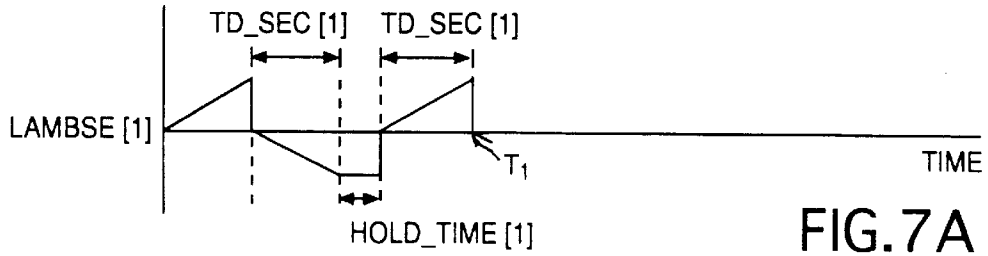 TD_SEC [1] TD_SEC [1]
LAMBSE [1]
T1
TIME
HOLD_TIME [1]
FIG.7A